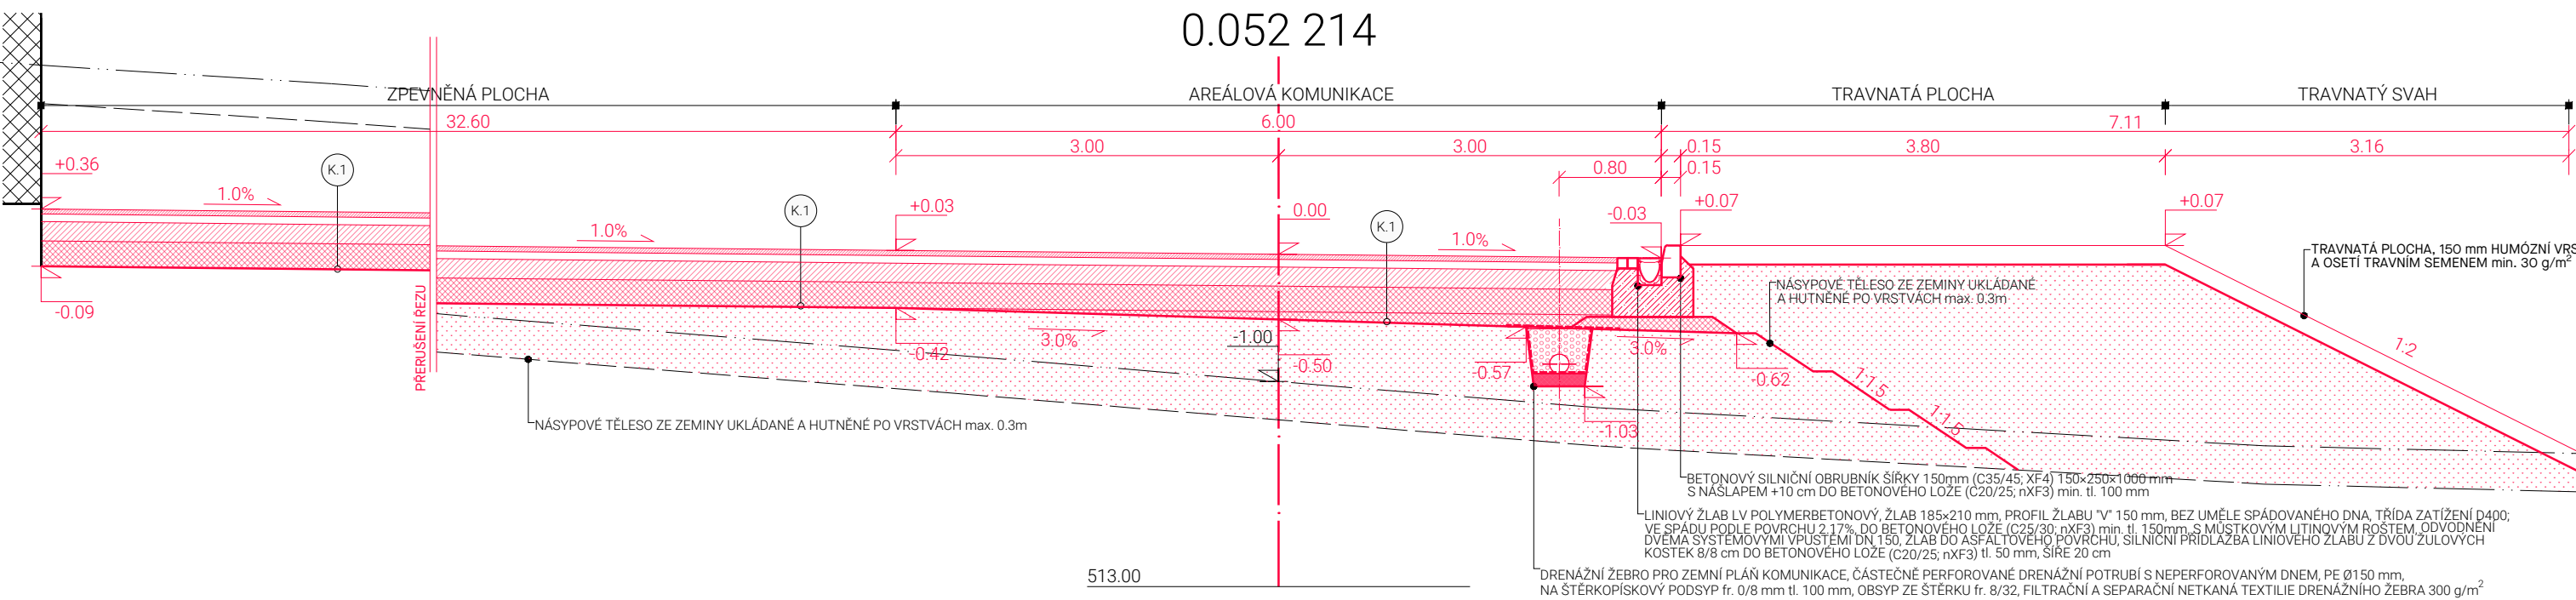 0.052 214
ZPEVNĚNÁ PLOCHA
AREÁLOVÁ KOMUNIKACE
TRAVNATÁ PLOCHA
TRAVNATÝ SVAH
32.60
6.00
7.11
3.00
3.00
0.15
3.80
3.16
0.80
0.15
+0.36
K.1
1.0%
K.1
1.0%
+0.03
0.00
K.1
1.0%
-0.03
+0.07
+0.07
TRAVNATÁ PLOCHA, 150 mm HUMÓZNÍ VRS
A OSETÍ TRAVNÍM SEMENEM min. 30 g/m²
NÁSYPOVÉ TĚLESO ZE ZEMINY UKLÁDANÉ
A HUTNĚNÉ PO VRSTVÁCH max. 0.3m
-0.09
PŘERUŠENÍ ŘEZU
-0.42
3.0%
-1.00
-0.50
-0.57
3.0%
-0.62
1:1.5
1:1.5
1:2
-1.03
NÁSYPOVÉ TĚLESO ZE ZEMINY UKLÁDANÉ A HUTNĚNÉ PO VRSTVÁCH max. 0.3m
BETONOVÝ SILNIČNÍ OBRUBNÍK ŠÍŘKY 150mm (C35/45; XF4) 150×250×1000 mm
S NÁŠLAPEM +10 cm DO BETONOVÉHO LOŽE (C20/25; nXF3) min. tl. 100 mm
LINIOVÝ ŽLAB LV POLYMERBETONOVÝ, ŽLAB 185×210 mm, PROFIL ŽLABU "V" 150 mm, BEZ UMĚLE SPÁDOVANÉHO DNA, TŘÍDA ZATÍŽENÍ D400;
VE SPÁDU PODLE POVRCHU 2.17%, DO BETONOVÉHO LOŽE (C25/30; nXF3) min. tl. 150mm, S MŮSTKOVÝM LITINOVÝM ROŠTEM, ODVODNĚNÍ
DVĚMA SYSTÉMOVÝMI VPUSTĚMI DN 150, ŽLAB DO ASFALTOVÉHO POVRCHU, SILNIČNÍ PŘÍDLAŽBA LINIOVÉHO ŽLABU Z DVOU ŽULOVÝCH
KOSTEK 8/8 cm DO BETONOVÉHO LOŽE (C20/25; nXF3) tl. 50 mm, ŠÍŘE 20 cm
513.00
DRENÁŽNÍ ŽEBRO PRO ZEMNÍ PLÁŇ KOMUNIKACE, ČÁSTEČNĚ PERFOROVANÉ DRENÁŽNÍ POTRUBÍ S NEPERFOROVANÝM DNEM, PE Ø150 mm,
NA ŠTĚRKOPÍSKOVÝ PODSYP fr. 0/8 mm tl. 100 mm, OBSYP ZE ŠTĚRKU fr. 8/32, FILTRAČNÍ A SEPARAČNÍ NETKANÁ TEXTILIE DRENÁŽNÍHO ŽEBRA 300 g/m²